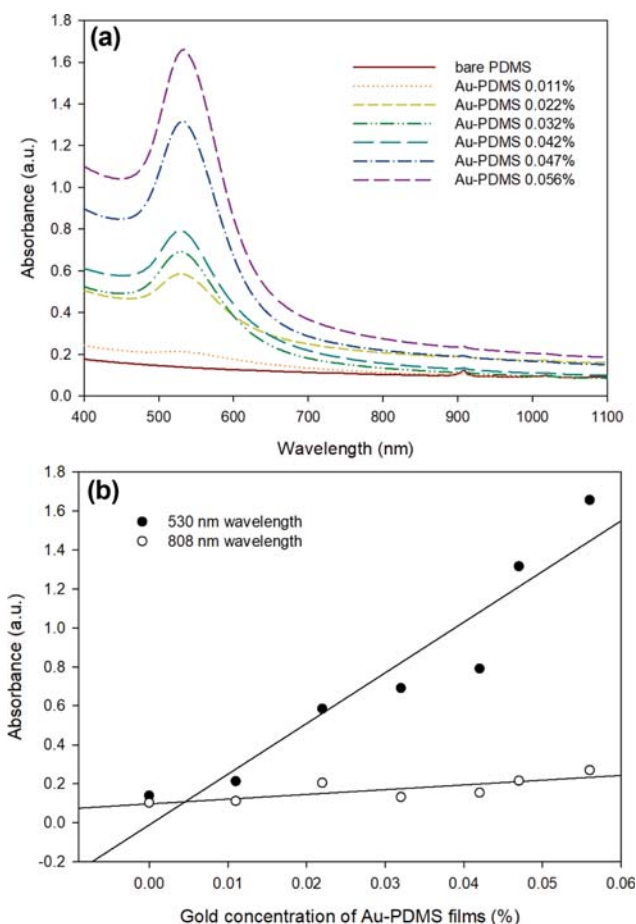 (a)
bare PDMS
Au-PDMS 0.011%
Au-PDMS 0.022%
Au-PDMS 0.032%
Au-PDMS 0.042%
Au-PDMS 0.047%
Au-PDMS 0.056%
Absorbance (a.u.)
1.8
1.6
1.4
1.2
1.0
0.8
0.6
0.4
0.2
0.0
400 500 600 700 800 900 1000 1100
Wavelength (nm)
(b)
530 nm wavelength
808 nm wavelength
Absorbance (a.u.)
1.8
1.6
1.4
1.2
1.0
0.8
0.6
0.4
0.2
0.0
-0.2
0.00 0.01 0.02 0.03 0.04 0.05 0.06
Gold concentration of Au-PDMS films (%)